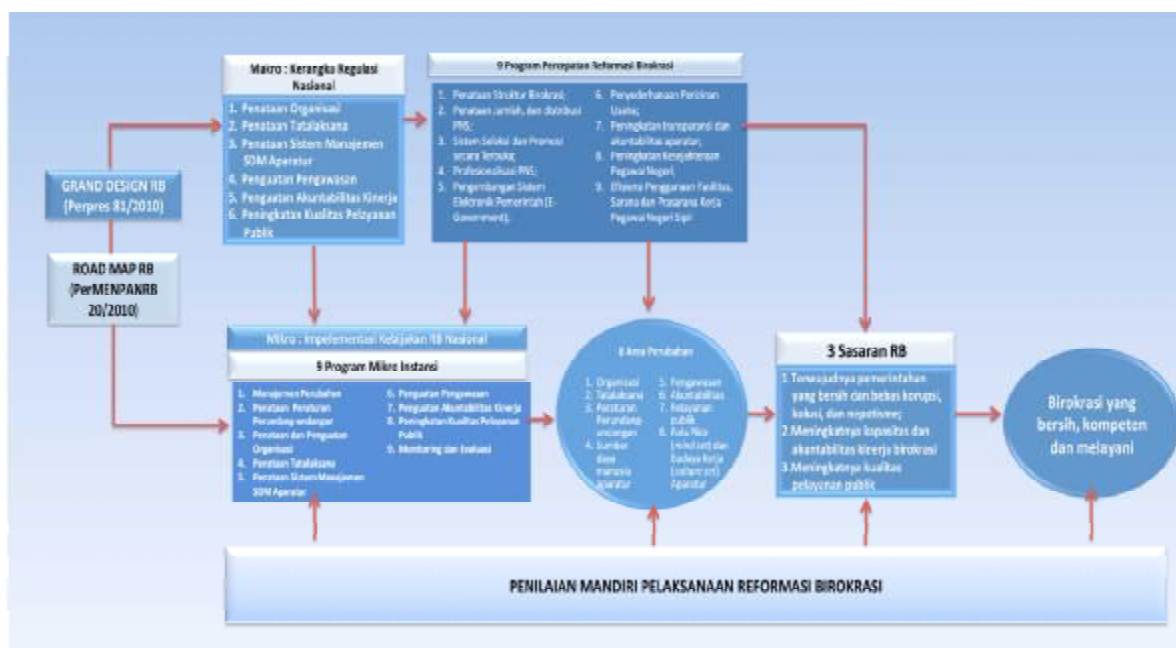 Makro : Kerangka Regulasi
Nasional
1. Penataan Organisasi
2. Penataan Tatalaksana
3. Penataan Sistem Manajemen
SDM Aparatur
4. Penguatan Pengawasan
5. Penguatan Akuntabilitas Kinerja
6. Peningkatan Kualitas Pelayanan
Publik
9 Program Percepatan Reformasi Birokrasi
1. Penataan Struktur Birokrasi;
2. Penataan Jumlah, dan distribusi
PNS;
3. Sistem Seleksi dan Promosi
secara Terbuka;
4. Profesionalisasi PNS;
5. Pengembangan Sistem
Elektronik Pemerintah (E-
Government);
6. Penyederhanaan Perizinan
Usaha;
7. Peningkatan transparansi dan
akuntabilitas aparatur;
8. Peningkatan Kesejahteraan
Pegawai Negeri;
9. Efisiensi Penggunaan Fasilitas,
Sarana dan Prasarana Kerja
Pegawai Negeri Sipil
GRAND DESIGN RB
(Perpres 81/2010)
ROAD MAP RB
(PerMENPANRB
20/2010)
Mikro : Impelementasi Kebijakan RB Nasional
9 Program Mikro Instansi
1. Manajemen Perubahan
2. Penataan Peraturan
Perundang-undangan
3. Penataan dan Penguatan
Organisasi
4. Penataan Tatalaksana
5. Penataan Sistem Manajemen
SDM Aparatur
6. Penguatan Pengawasan
7. Penguatan Akuntabilitas Kinerja
8. Peningkatan Kualitas Pelayanan
Publik
9. Monitoring dan Evaluasi
8 Area Perubahan
1. Organisasi
2. Tatalaksana
3. Peraturan
Perundang-
undangan
4. Sumber
daya
manusia
aparatur
5. Pengawasan
6. Akuntabilitas
7. Pelayanan
publik
8. Pola Pikir
(mind set) dan
Budaya Kerja
(culture set)
Aparatur
3 Sasaran RB
1.Terwujudnya pemerintahan
yang bersih dan bebas korupsi,
kolusi, dan nepotisme;
2.Meningkatnya kapasitas dan
akuntabilitas kinerja birokrasi
3.Meningkatnya kualitas
pelayanan publik
Birokrasi yang
bersih, kompeten
dan melayani
PENILAIAN MANDIRI PELAKSANAAN REFORMASI BIROKRASI